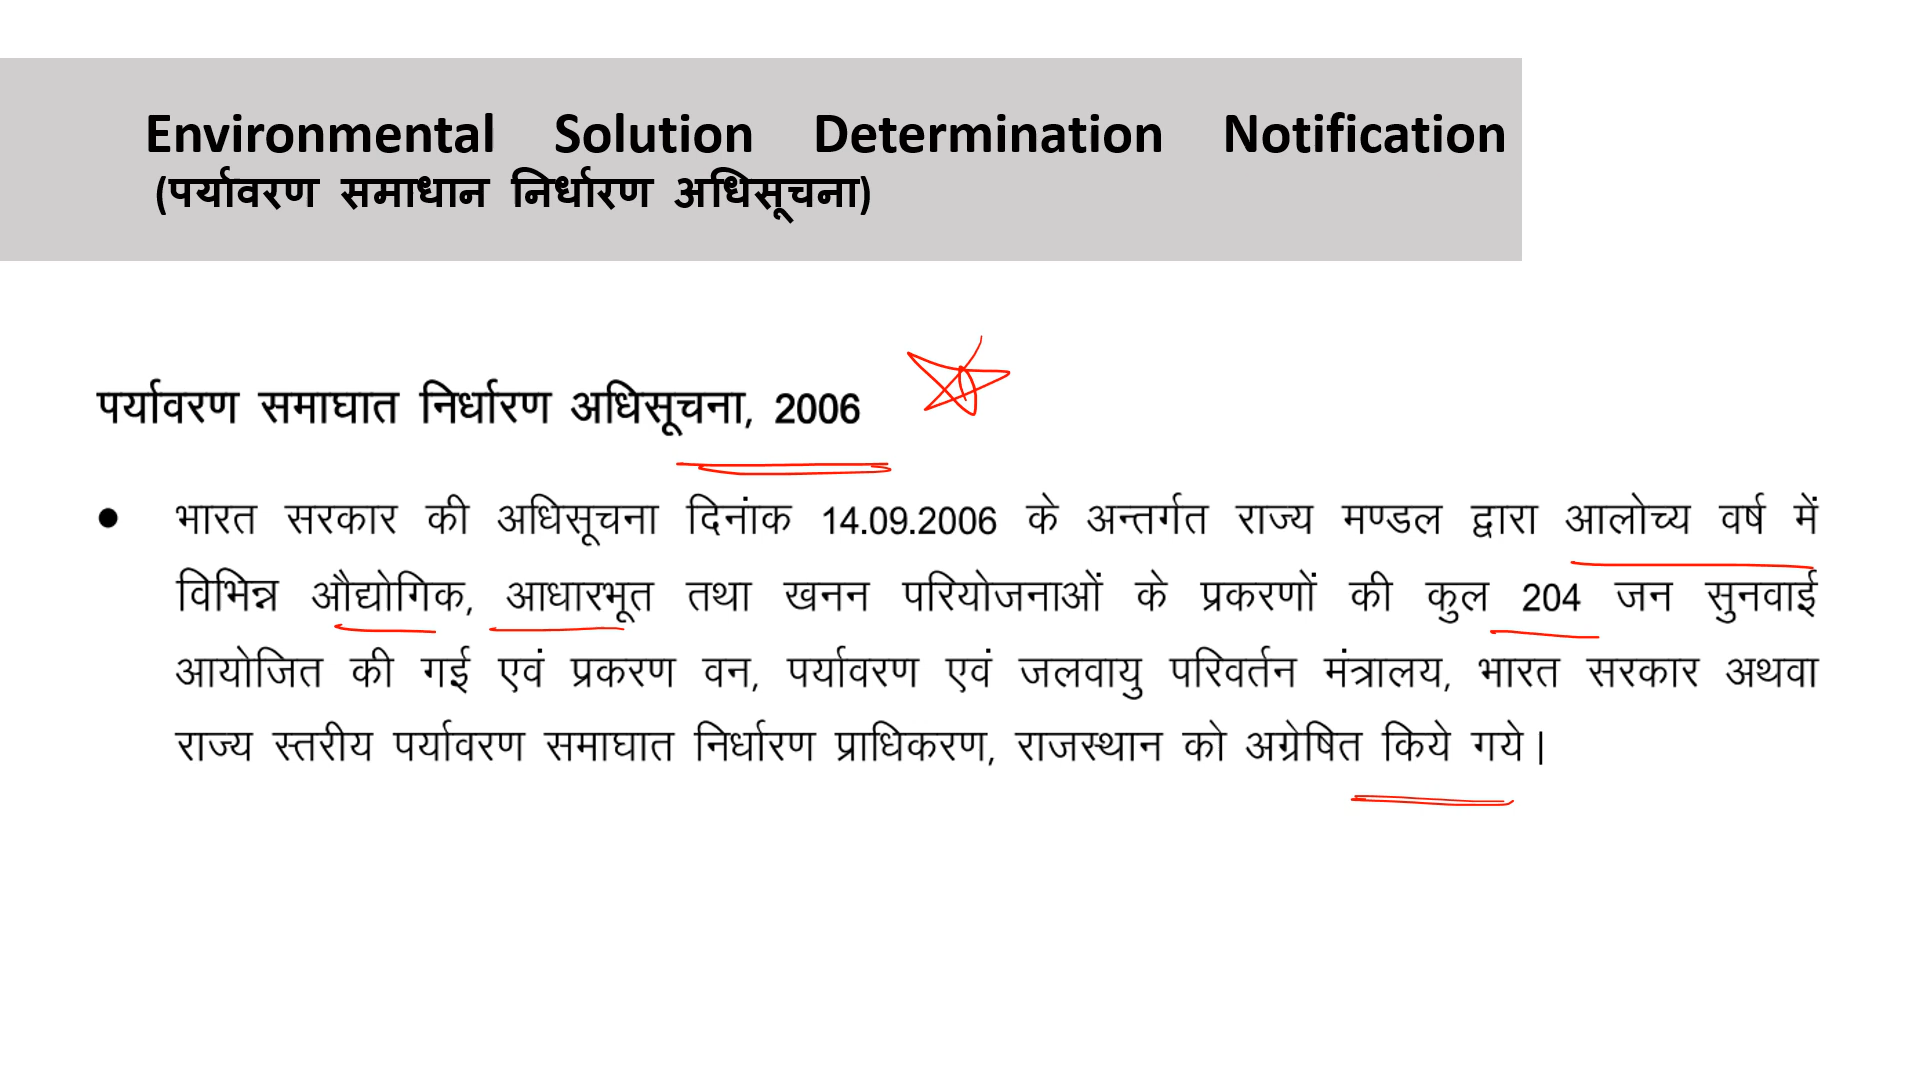 Environmental Solution Determination Notification
(पर्यावरण समाधान निर्धारण अधिसूचना)
पर्यावरण समाघात निर्धारण अधिसूचना, 2006
● भारत सरकार की अधिसूचना दिनांक 14.09.2006 के अन्तर्गत राज्य मण्डल द्वारा आलोच्य वर्ष में
विभिन्न औद्योगिक, आधारभूत तथा खनन परियोजनाओं के प्रकरणों की कुल 204 जन सुनवाई
आयोजित की गई एवं प्रकरण वन, पर्यावरण एवं जलवायु परिवर्तन मंत्रालय, भारत सरकार अथवा
राज्य स्तरीय पर्यावरण समाघात निर्धारण प्राधिकरण, राजस्थान को अग्रेषित किये गये।